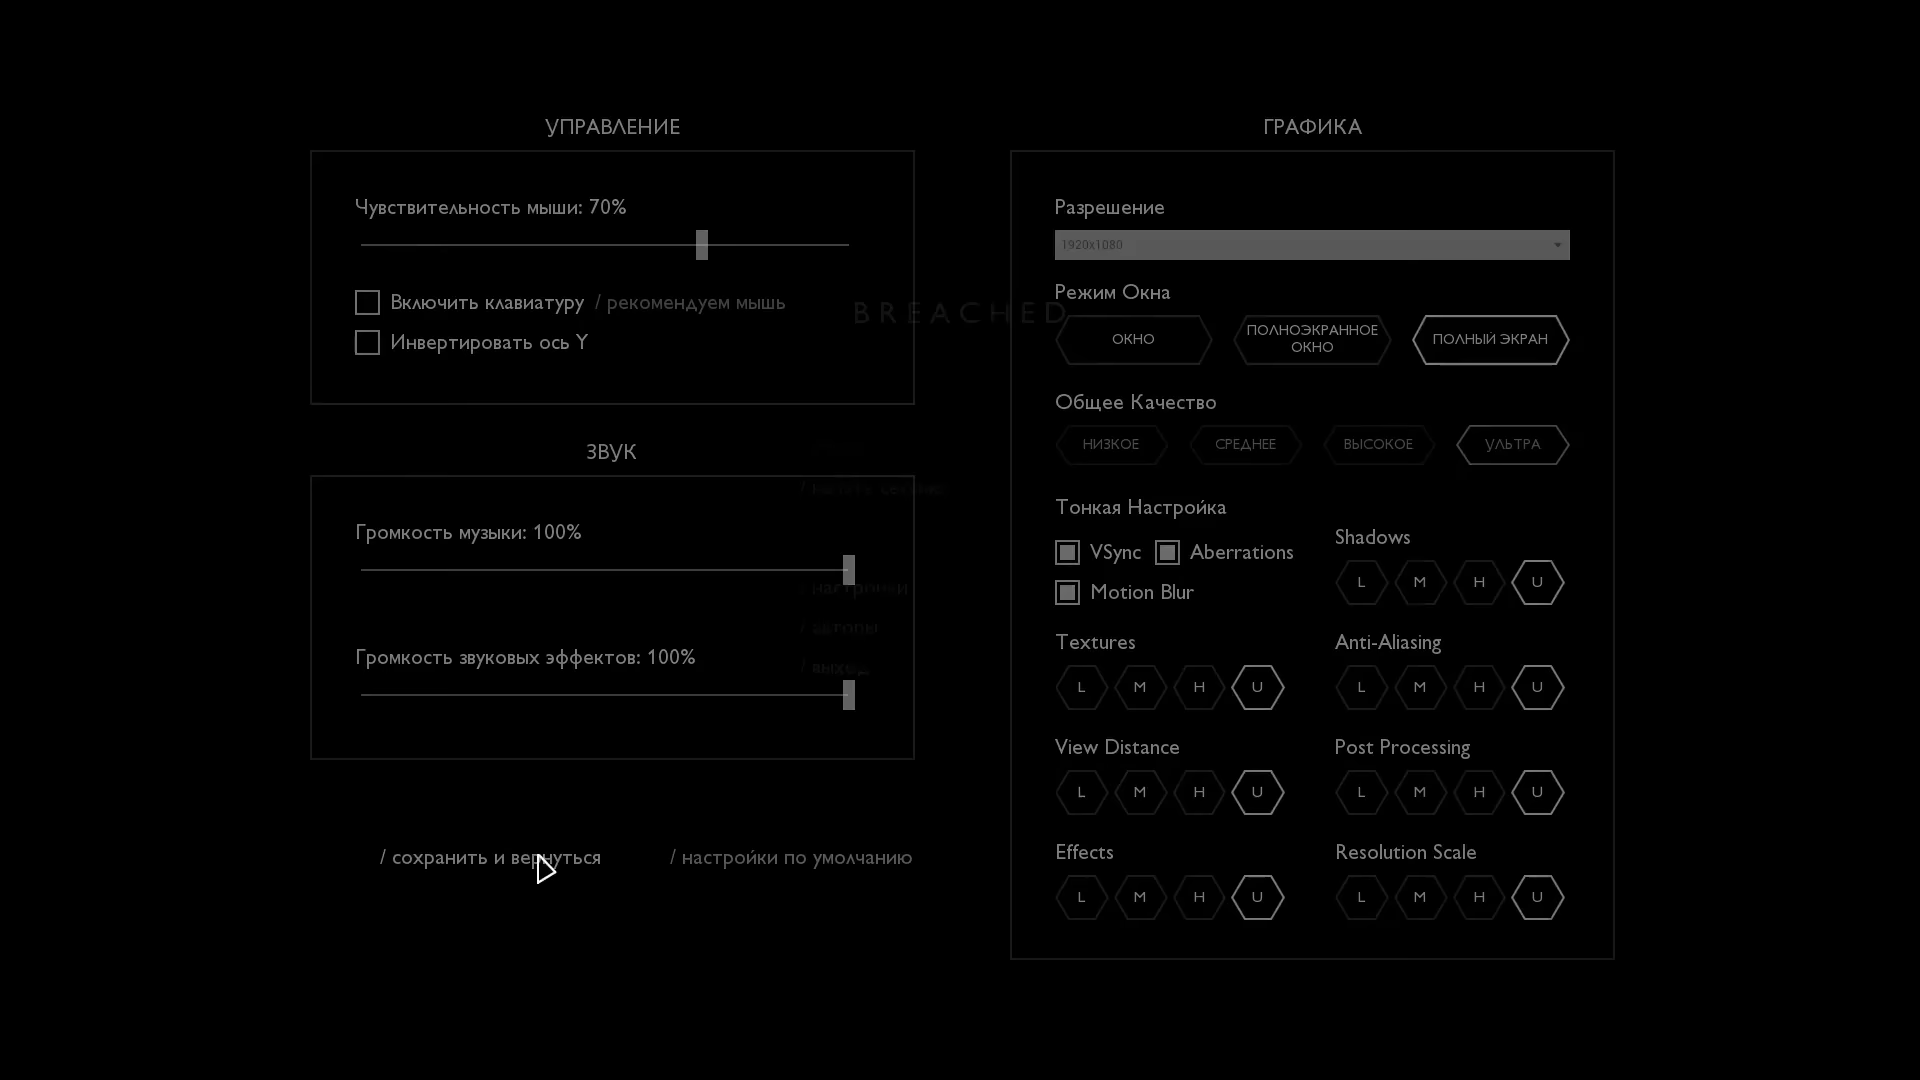 УПРАВЛЕНИЕ
Чувствительность мыши: 70%
Включить клавиатуру / рекомендуем мышь
Инвертировать ось Y
BREACHED
ЗВУК
Громкость музыки: 100%
/ настройки
/ авторы
Громкость звуковых эффектов: 100%
/ выход
/ сохранить и вернуться
/ настройки по умолчанию
ГРАФИКА
Разрешение
1920x1080
Режим Окна
ОКНО
ПОЛНОЭКРАННОЕ
ОКНО
ПОЛНЫЙ ЭКРАН
Общее Качество
НИЗКОЕ СРЕДНЕЕ ВЫСОКОЕ УЛЬТРА
Тонкая Настройка
VSync Aberrations
Motion Blur
Shadows
L M H U
Textures
L M H U
Anti-Aliasing
L M H U
View Distance
L M H U
Post Processing
L M H U
Effects
L M H U
Resolution Scale
L M H U